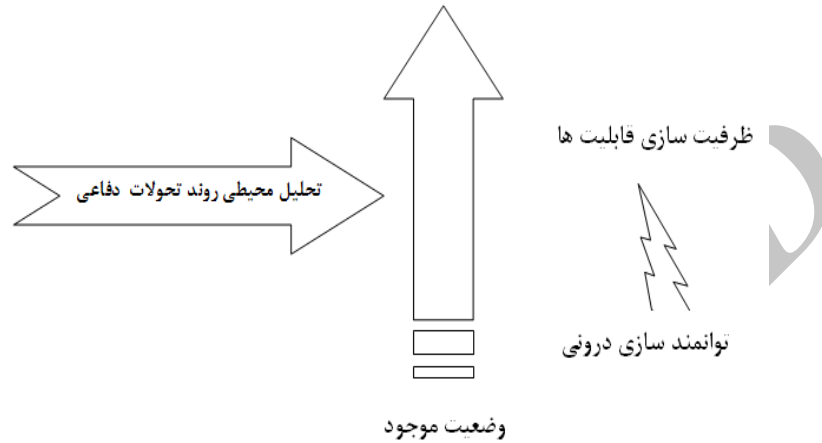 ظرفیت سازی قابلیت ها
تحلیل محیطی روند تحولات دفاعی
توانمند سازی درونی
وضعیت موجود